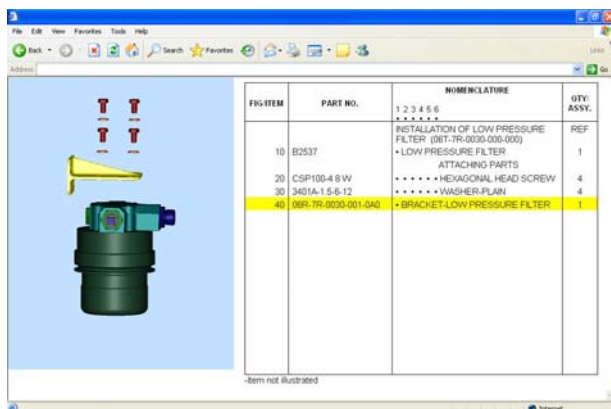 File Edit View Favorites Tools Help
Back Search Favorites Links
Address Go
FIG/ITEM PART NO. NOMENCLATURE QTY/ ASSY.
1 2 3 4 5 6
INSTALLATION OF LOW PRESSURE REF
FILTER (06T-7R-0030-000-000)
10 B2537 • LOW PRESSURE FILTER 1
ATTACHING PARTS
20 CSP100-4 8 W • • • • • • HEXAGONAL HEAD SCREW 4
30 3401A-1.5-6-12 • • • • • • WASHER-PLAIN 4
40 06R-7R-0030-001-0A0 • BRACKET-LOW PRESSURE FILTER 1
-Item not illustrated
Internet